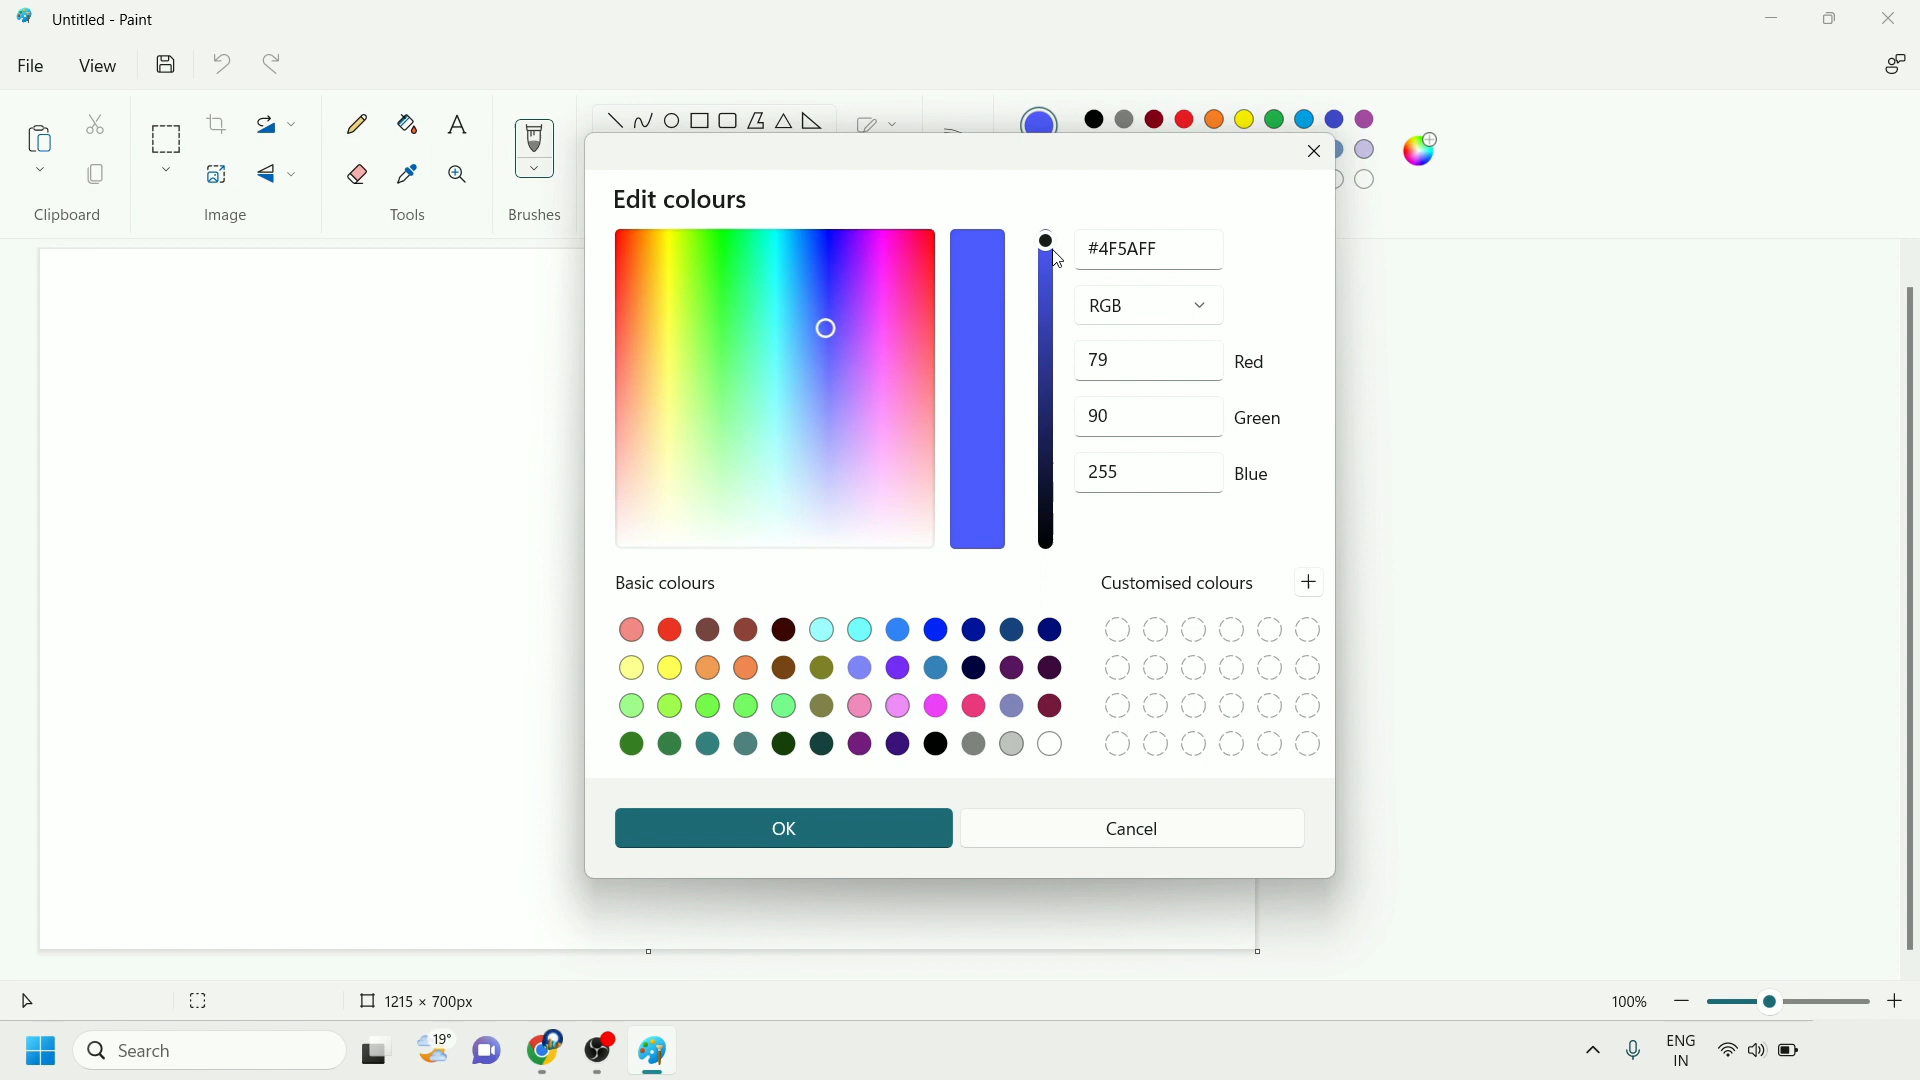 Untitled - Paint
File View
Clipboard Image Tools Brushes
Edit colours
#4F5AFF
RGB
79 Red
90 Green
255 Blue
Basic colours Customised colours
OK Cancel
1215 × 700px 100%
Search 19° ENG
IN